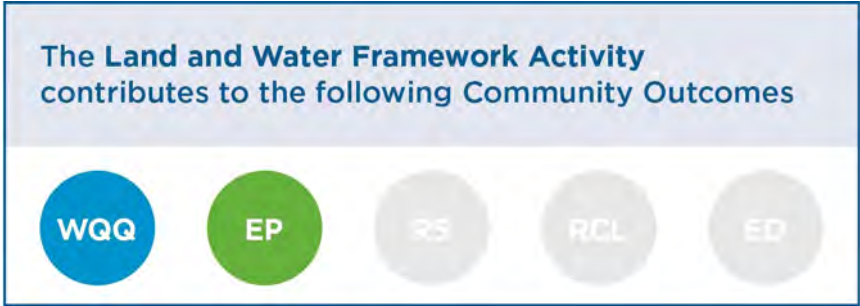 The Land and Water Framework Activity
contributes to the following Community Outcomes
WQQ EP RS RCL ED